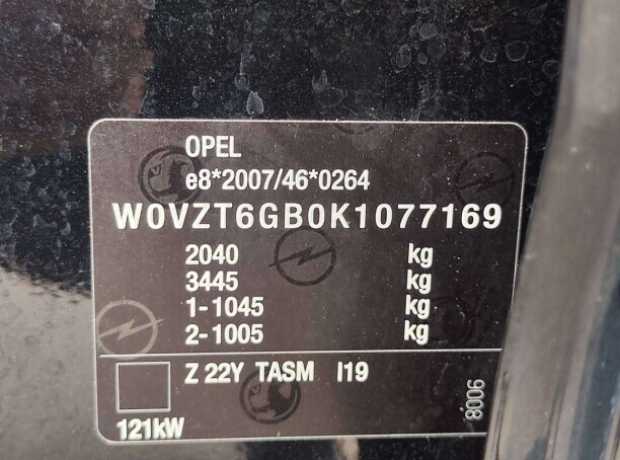 OPEL
e8*2007/46*0264
W0VZT6GB0K1077169
2040 kg
3445 kg
1-1045 kg
2-1005 kg
Z 22Y TASM I19
121kW
8006